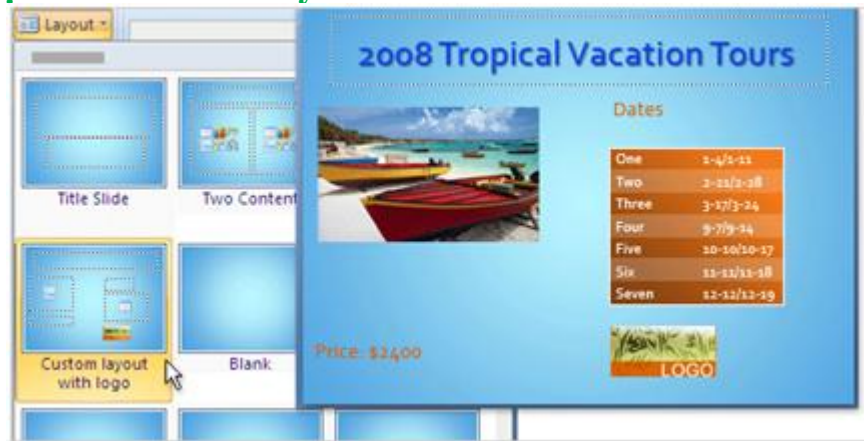 Layout
2008 Tropical Vacation Tours
Dates
One 1-4/1-11
Two 2-21/2-28
Three 3-17/3-24
Four 9-7/9-14
Five 10-10/10-17
Six 11-11/11-18
Seven 12-12/12-19
Price: $2400
LOGO
Title Slide
Two Content
Custom layout
with logo
Blank